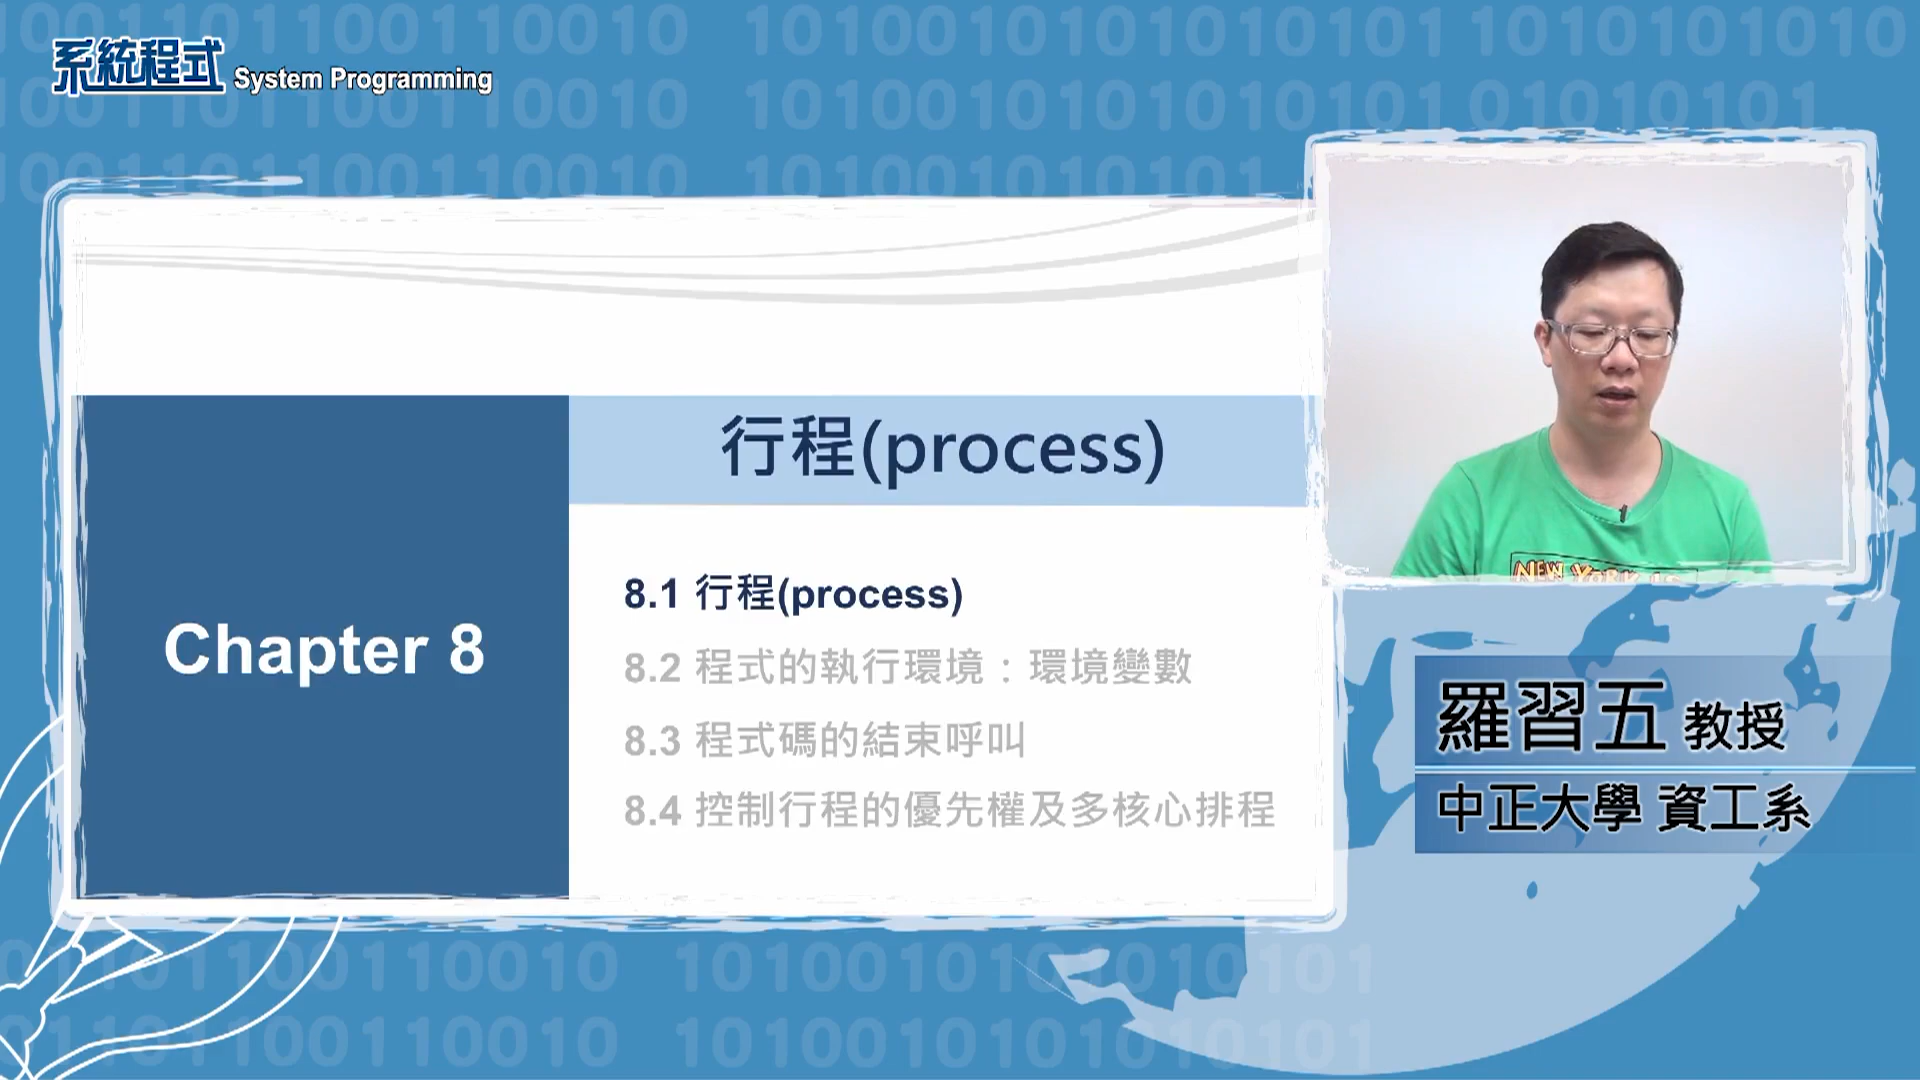 系統程式 System Programming
行程(process)
Chapter 8
8.1 行程(process)
8.2 程式的執行環境：環境變數
8.3 程式碼的結束呼叫
8.4 控制行程的優先權及多核心排程
NEW YORK
羅習五 教授
中正大學 資工系